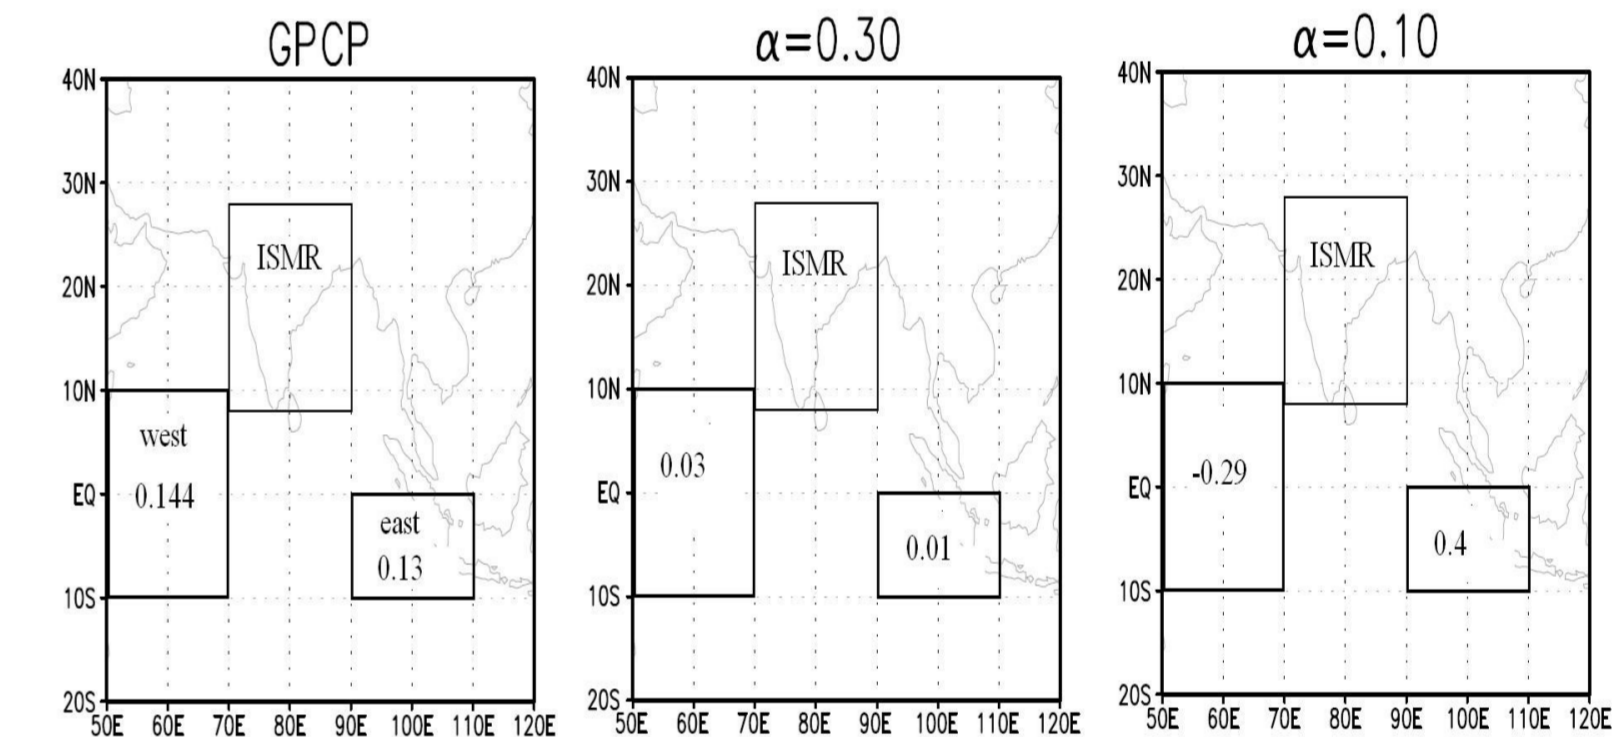 GPCP
40N
30N
20N
10N
EQ
10S
20S
ISMR
west
0.144
east
0.13
50E 60E 70E 80E 90E 100E 110E 120E
α=0.30
40N
30N
20N
10N
EQ
10S
20S
ISMR
0.03
0.01
50E 60E 70E 80E 90E 100E 110E 120E
α=0.10
40N
30N
20N
10N
EQ
10S
20S
ISMR
-0.29
0.4
50E 60E 70E 80E 90E 100E 110E 120E